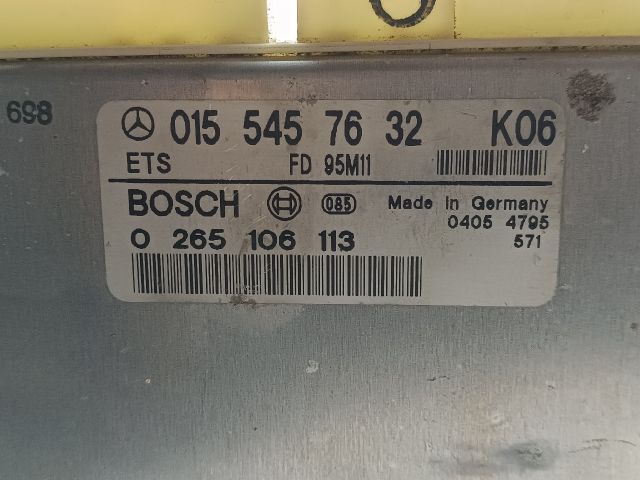 698
015 545 76 32 K06
ETS FD 95M11
BOSCH 085 Made in Germany
0405 4795
0 265 106 113 571